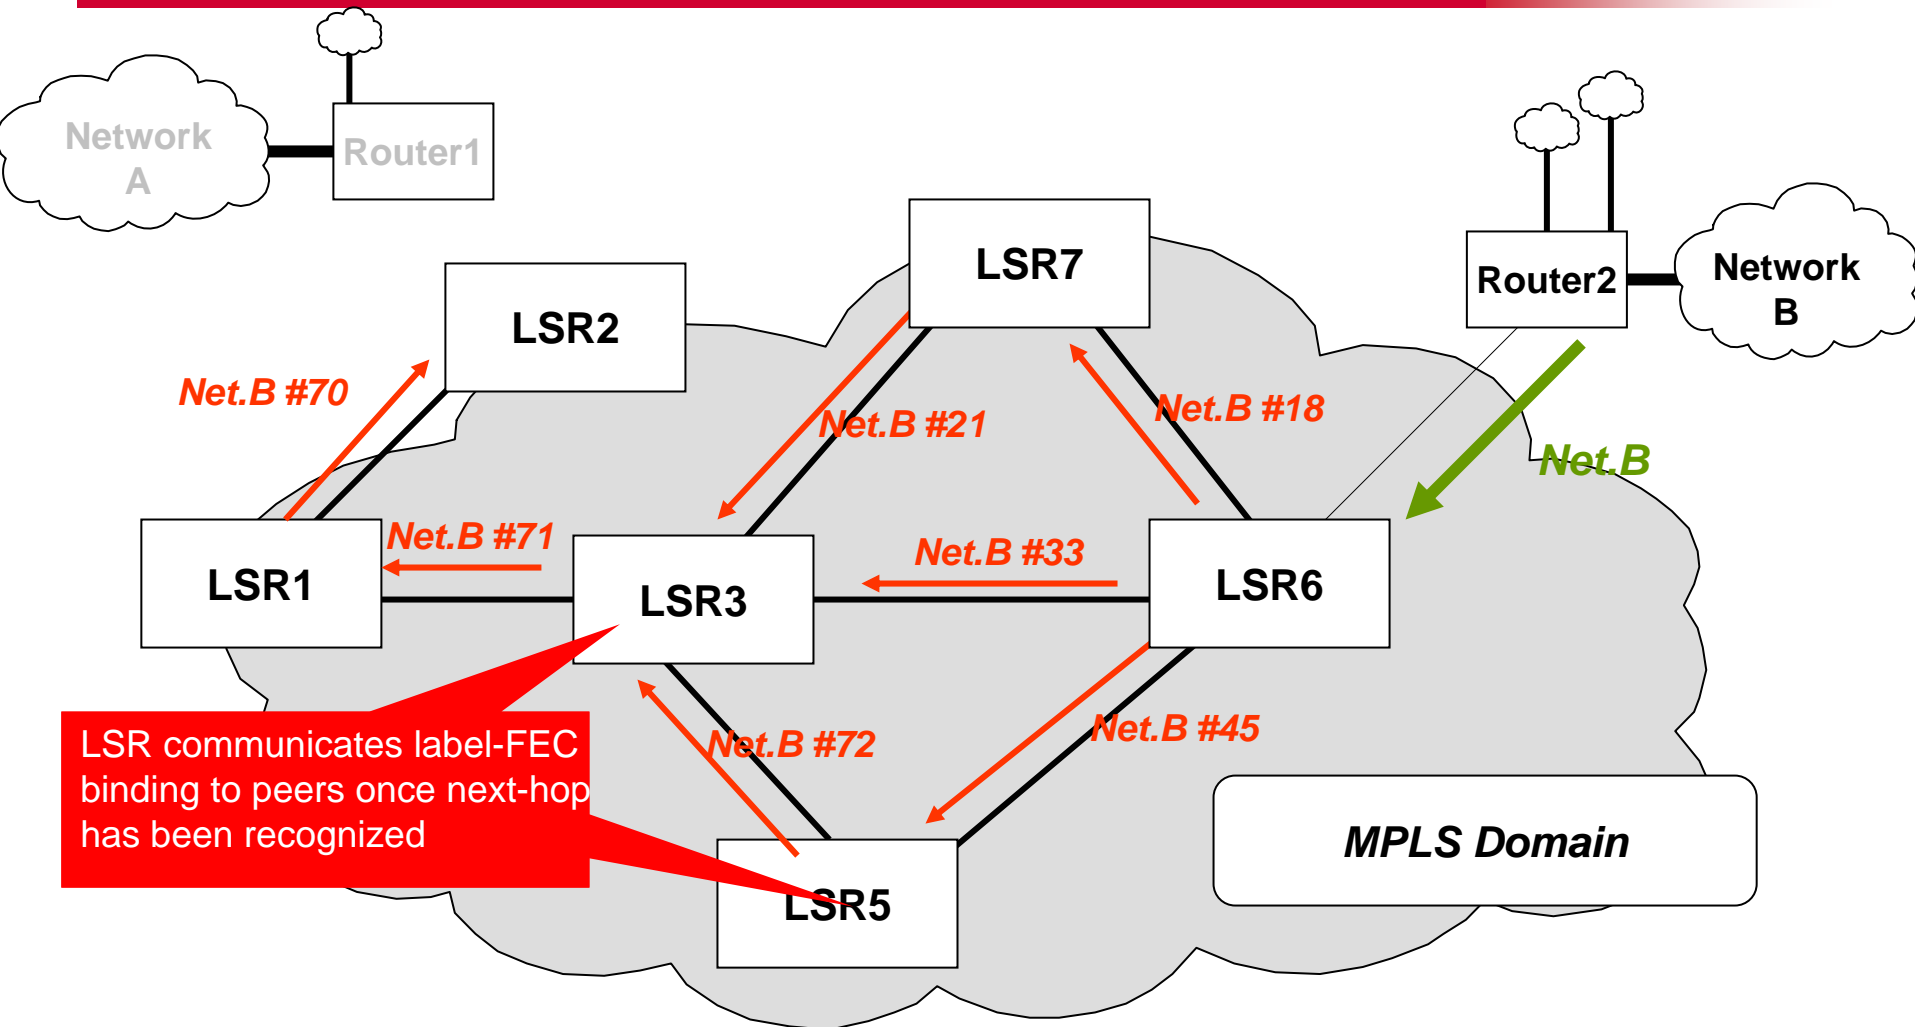 Network
A
Router1
LSR7
Router2
Network
B
LSR2
Net.B #70
Net.B #21
Net.B #18
Net.B
Net.B #71
Net.B #33
LSR1
LSR3
LSR6
LSR communicates label-FEC
binding to peers once next-hop
has been recognized
Net.B #72
Net.B #45
MPLS Domain
LSR5